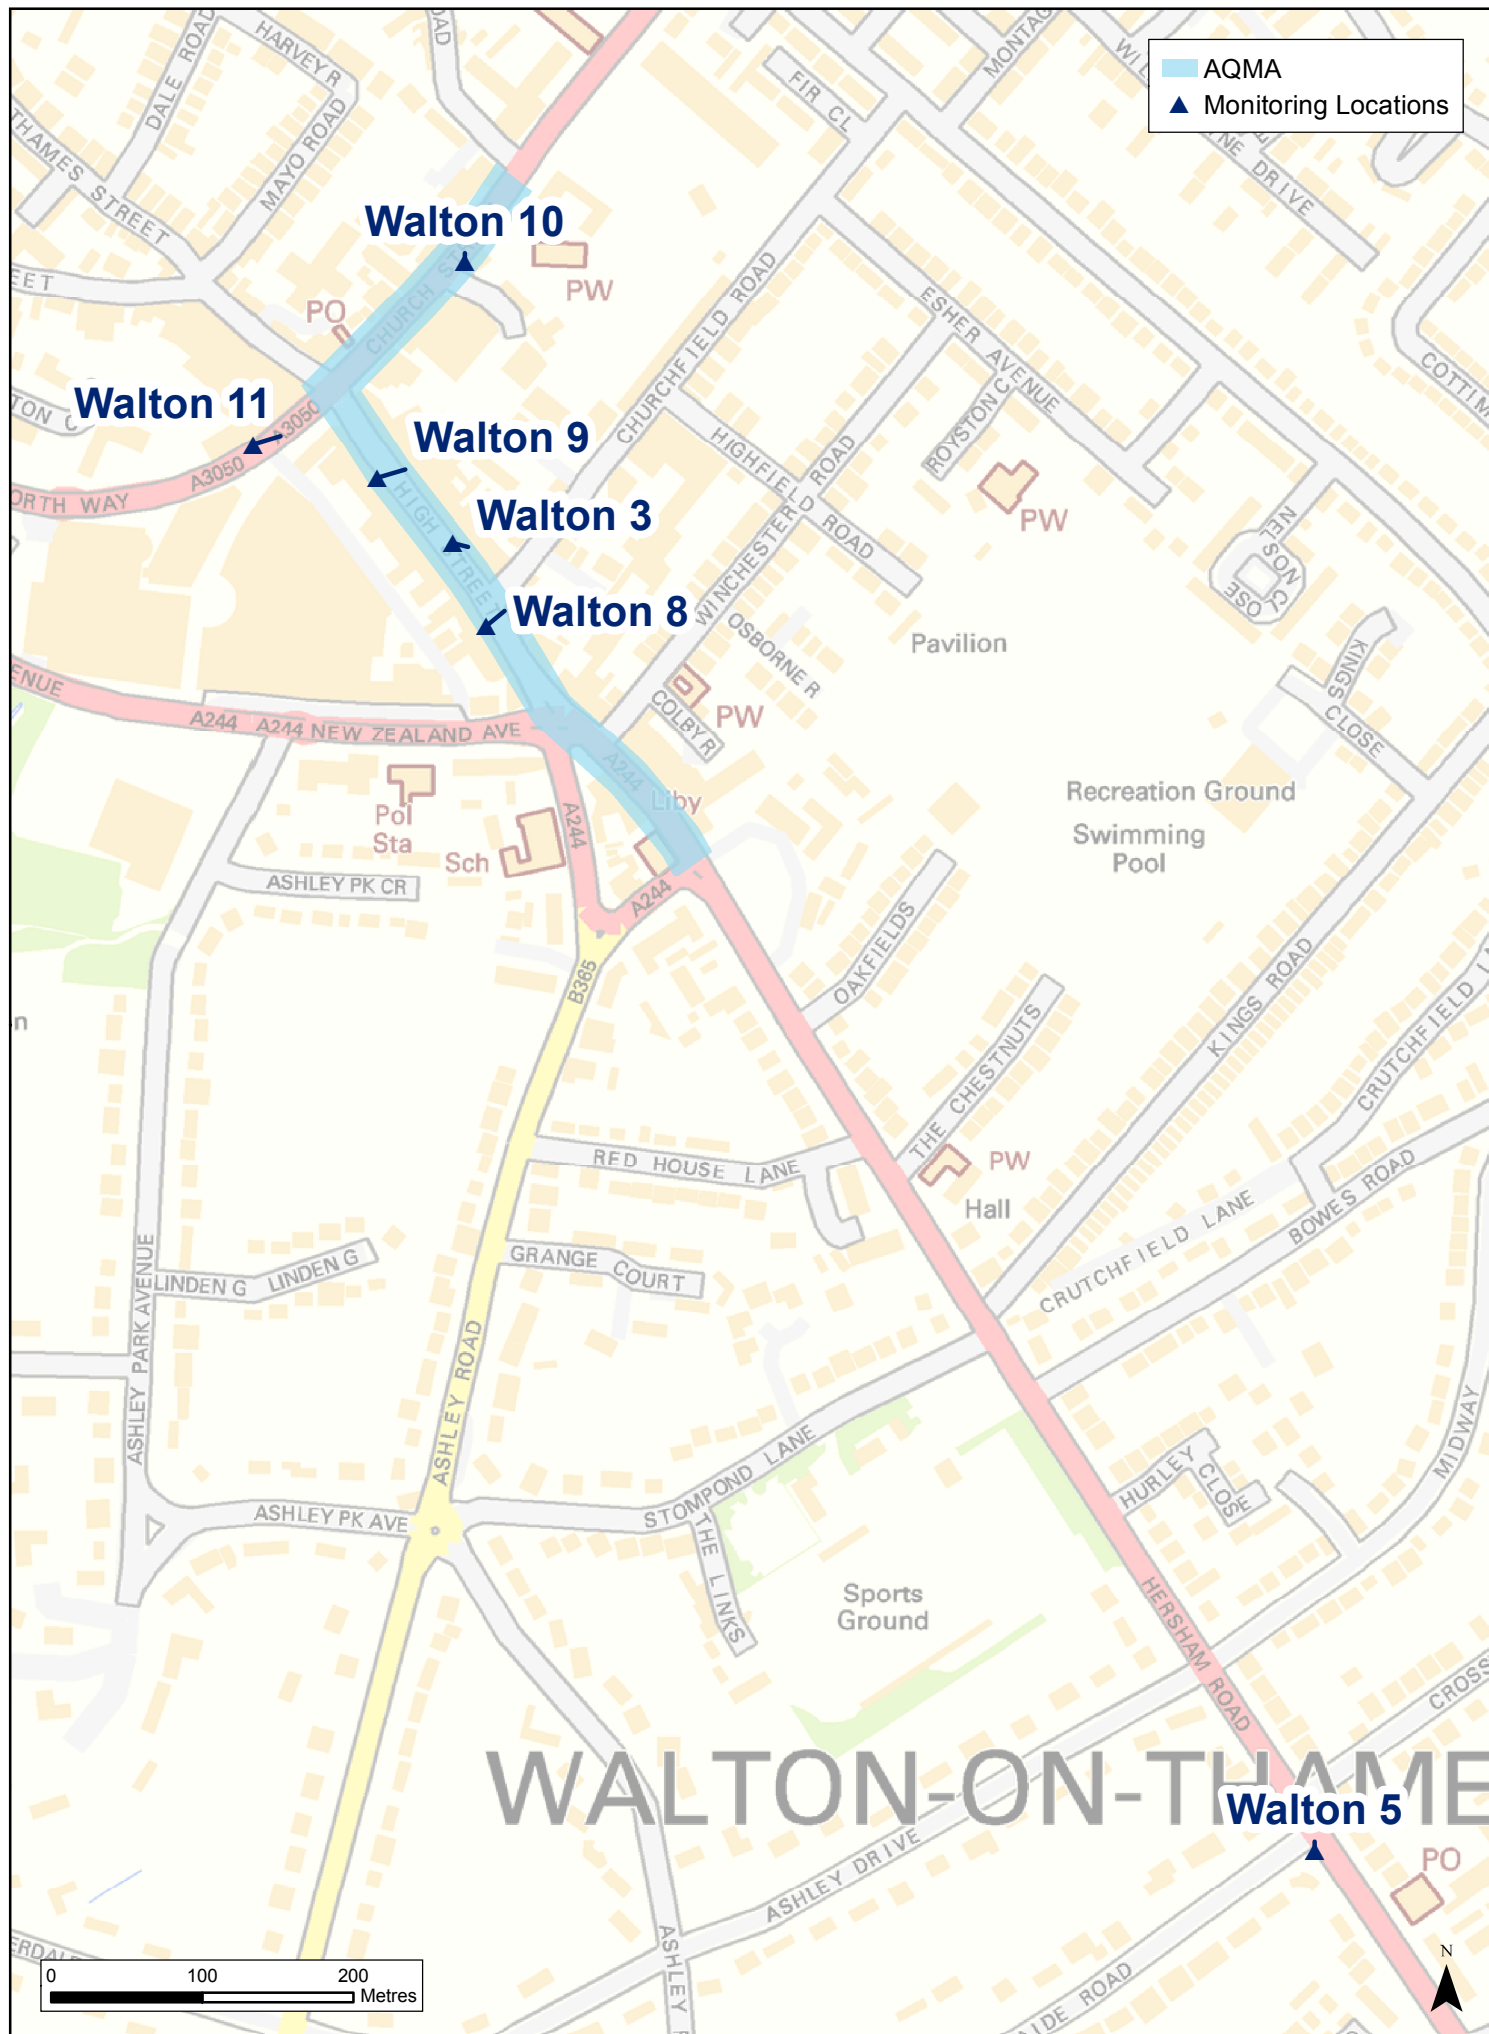 AQMA
Monitoring Locations
DALE ROAD
HARVEY R
MAYO ROAD
THAMES STREET
FIR CL
DRIVE
Walton 10
CHURCH
PW
PO
Walton 11
A3050
A3050
Walton 9
Walton 3
Walton 8
HIGH STREET
CHURCHFIELD ROAD
ESHER AVENUE
ROYSTON C
HIGHFIELD ROAD
WINCHESTER ROAD
PW
NELSON
CLOSE
OSBORNE R
Pavilion
COLBY R
PW
KINGS
CLOSE
A244
A244
NEW ZEALAND AVE
A244
Liby
A244
A244
Pol
Sta
Sch
Recreation Ground
Swimming
Pool
ASHLEY PK CR
B365
OAKFIELDS
THE CHESTNUTS
KINGS ROAD
CRUTCHFIELD
RED HOUSE LANE
PW
Hall
BOWES ROAD
CRUTCHFIELD LANE
GRANGE COURT
LINDEN G
LINDEN G
ASHLEY PARK AVENUE
ASHLEY ROAD
STOMPOND LANE
ASHLEY PK AVE
THE LINKS
HURLEY CLOSE
MIDWAY
Sports
Ground
HERSHAM ROAD
CROSS
WALTON-ON-THAME
Walton 5
PO
ASHLEY DRIVE
ASHLEY
ROAD
0 100 200
Metres
N